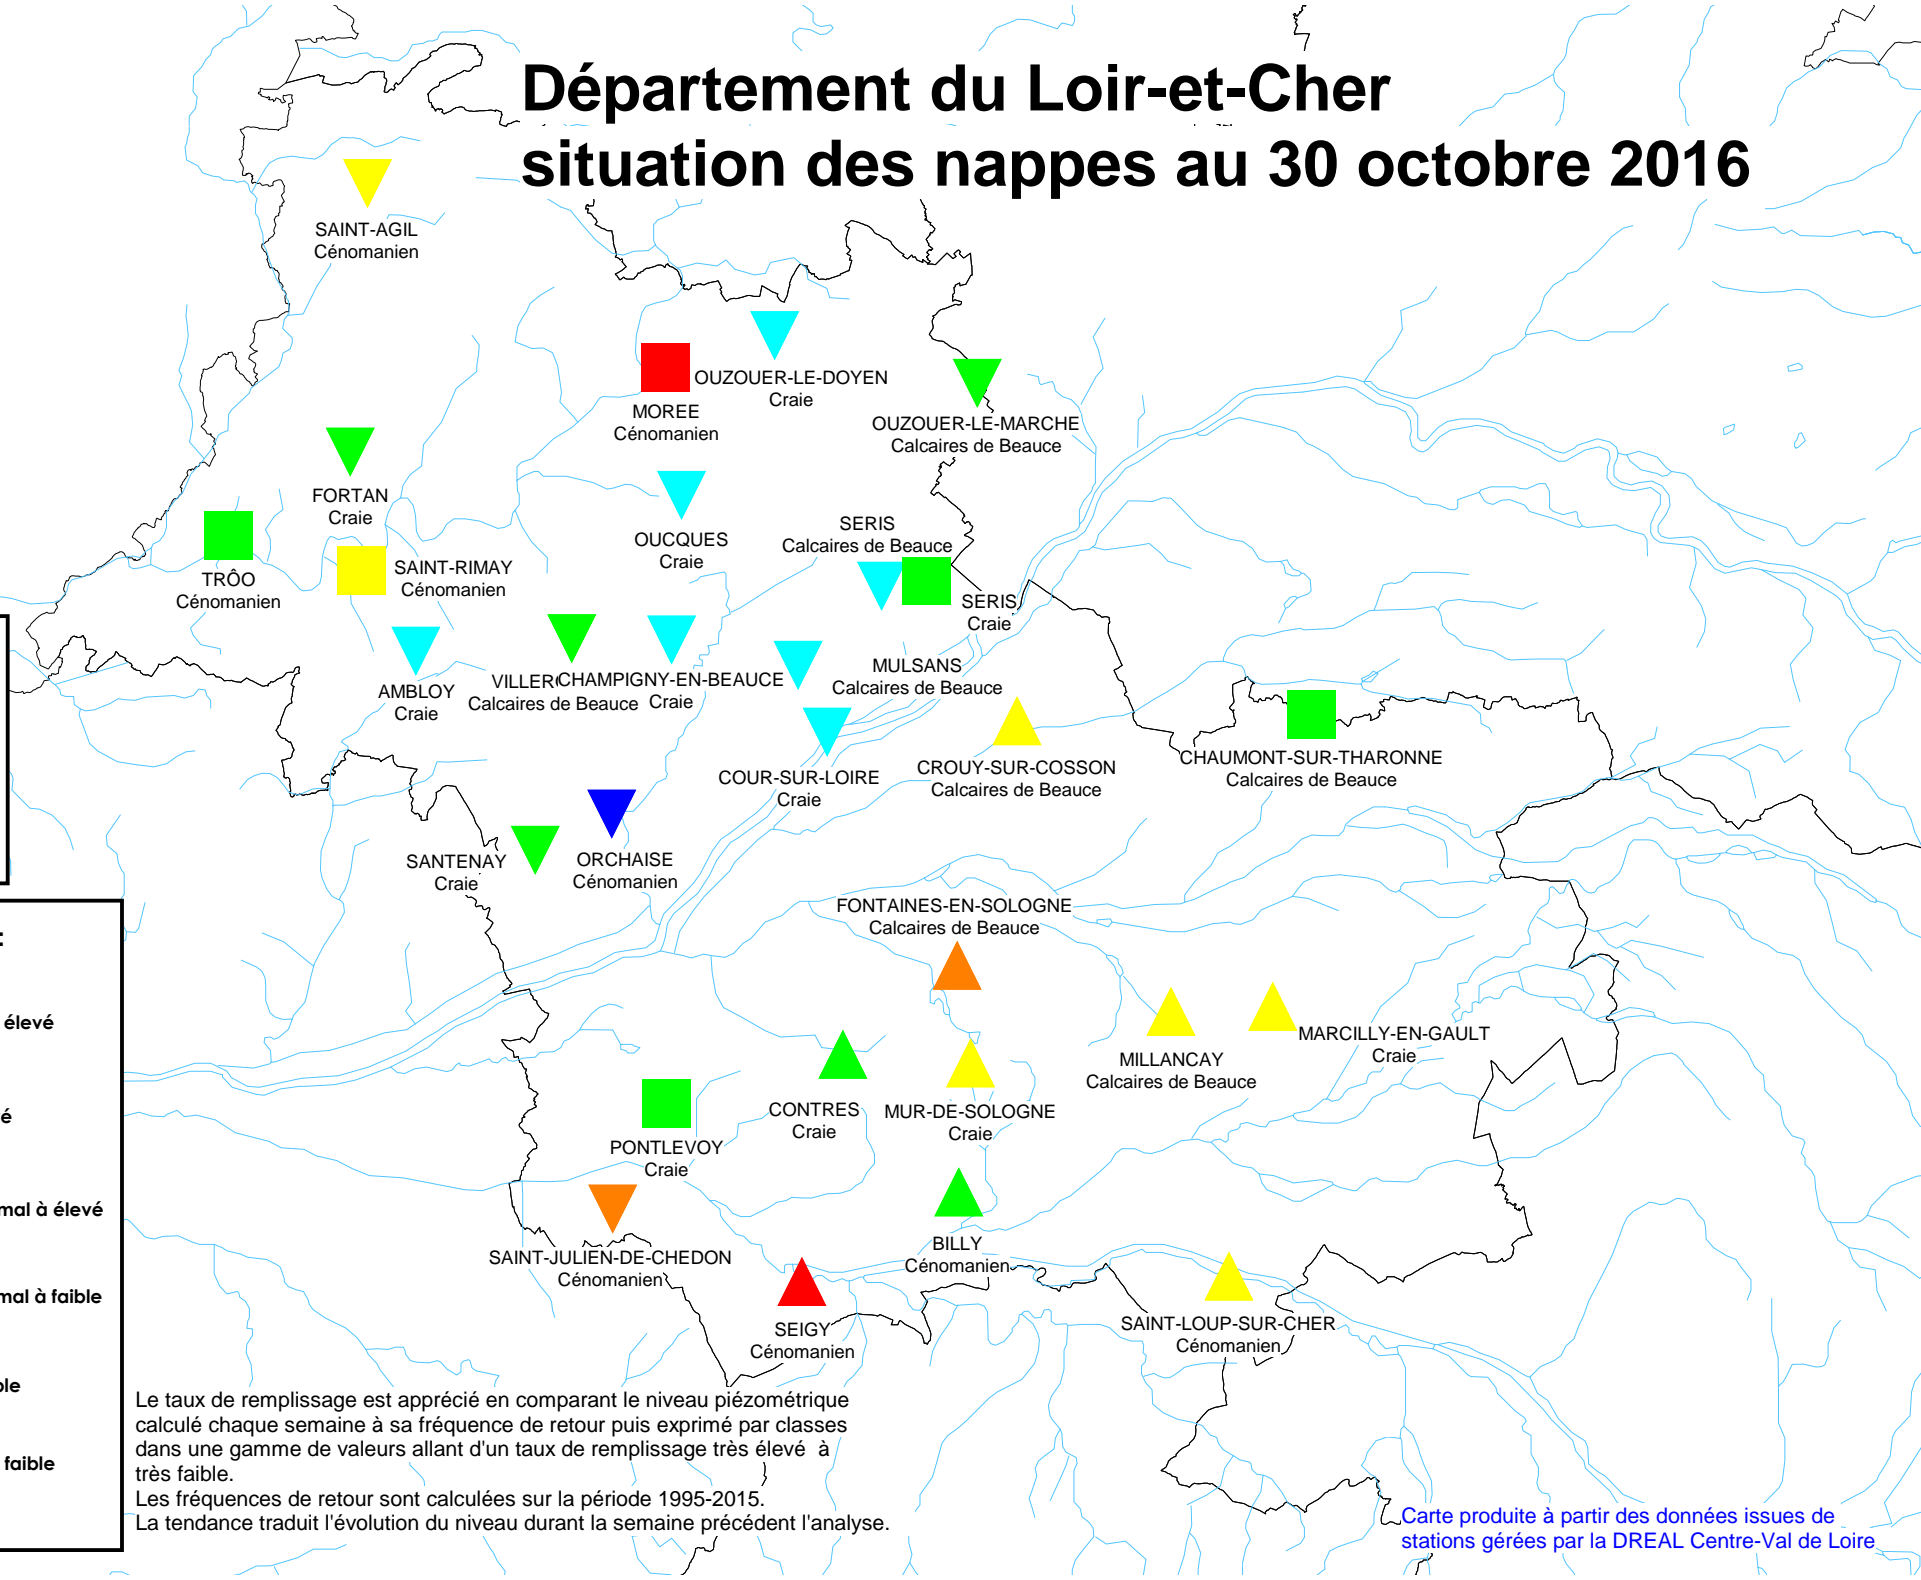 Département du Loir-et-Cher
situation des nappes au 30 octobre 2016
SAINT-AGIL
Cénomanien
OUZOUER-LE-DOYEN
Craie
MOREE
Cénomanien
OUZOUER-LE-MARCHE
Calcaires de Beauce
FORTAN
Craie
OUCQUES
Craie
SERIS
Calcaires de Beauce
TRÔO
Cénomanien
SAINT-RIMAY
Cénomanien
SERIS
Craie
AMBLOY
Craie
VILLER
Calcaires de Beauce
CHAMPIGNY-EN-BEAUCE
Craie
MULSANS
Calcaires de Beauce
COUR-SUR-LOIRE
Craie
CROUY-SUR-COSSON
Calcaires de Beauce
CHAUMONT-SUR-THARONNE
Calcaires de Beauce
SANTENAY
Craie
ORCHAISE
Cénomanien
FONTAINES-EN-SOLOGNE
Calcaires de Beauce
MILLANCAY
Calcaires de Beauce
MARCILLY-EN-GAULT
Craie
CONTRES
Craie
MUR-DE-SOLOGNE
Craie
PONTLEVOY
Craie
SAINT-JULIEN-DE-CHEDON
Cénomanien
BILLY
Cénomanien
SEIGY
Cénomanien
SAINT-LOUP-SUR-CHER
Cénomanien
:
élevé
é
mal à élevé
mal à faible
ble
faible
Le taux de remplissage est apprécié en comparant le niveau piézométrique
calculé chaque semaine à sa fréquence de retour puis exprimé par classes
dans une gamme de valeurs allant d'un taux de remplissage très élevé à
très faible.
Les fréquences de retour sont calculées sur la période 1995-2015.
La tendance traduit l'évolution du niveau durant la semaine précédent l'analyse.
Carte produite à partir des données issues de
stations gérées par la DREAL Centre-Val de Loire